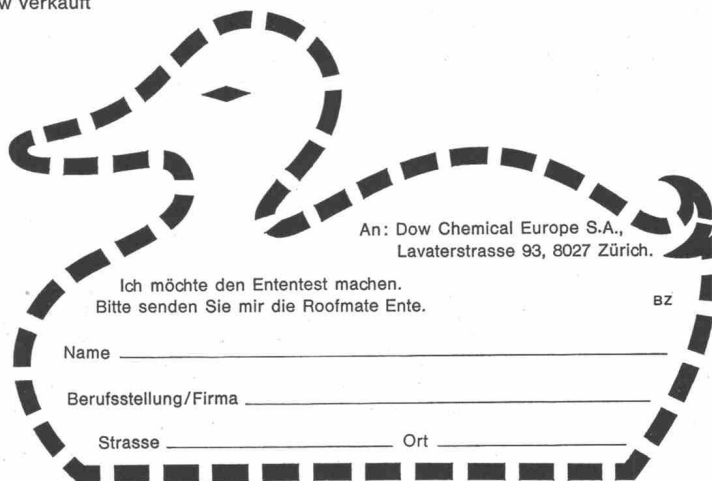 verkauft
An: Dow Chemical Europe S.A.,
Lavaterstrasse 93, 8027 Zürich.
Ich möchte den Ententest machen.
Bitte senden Sie mir die Roofmate Ente.
BZ
Name
Berufsstellung/Firma
Strasse Ort